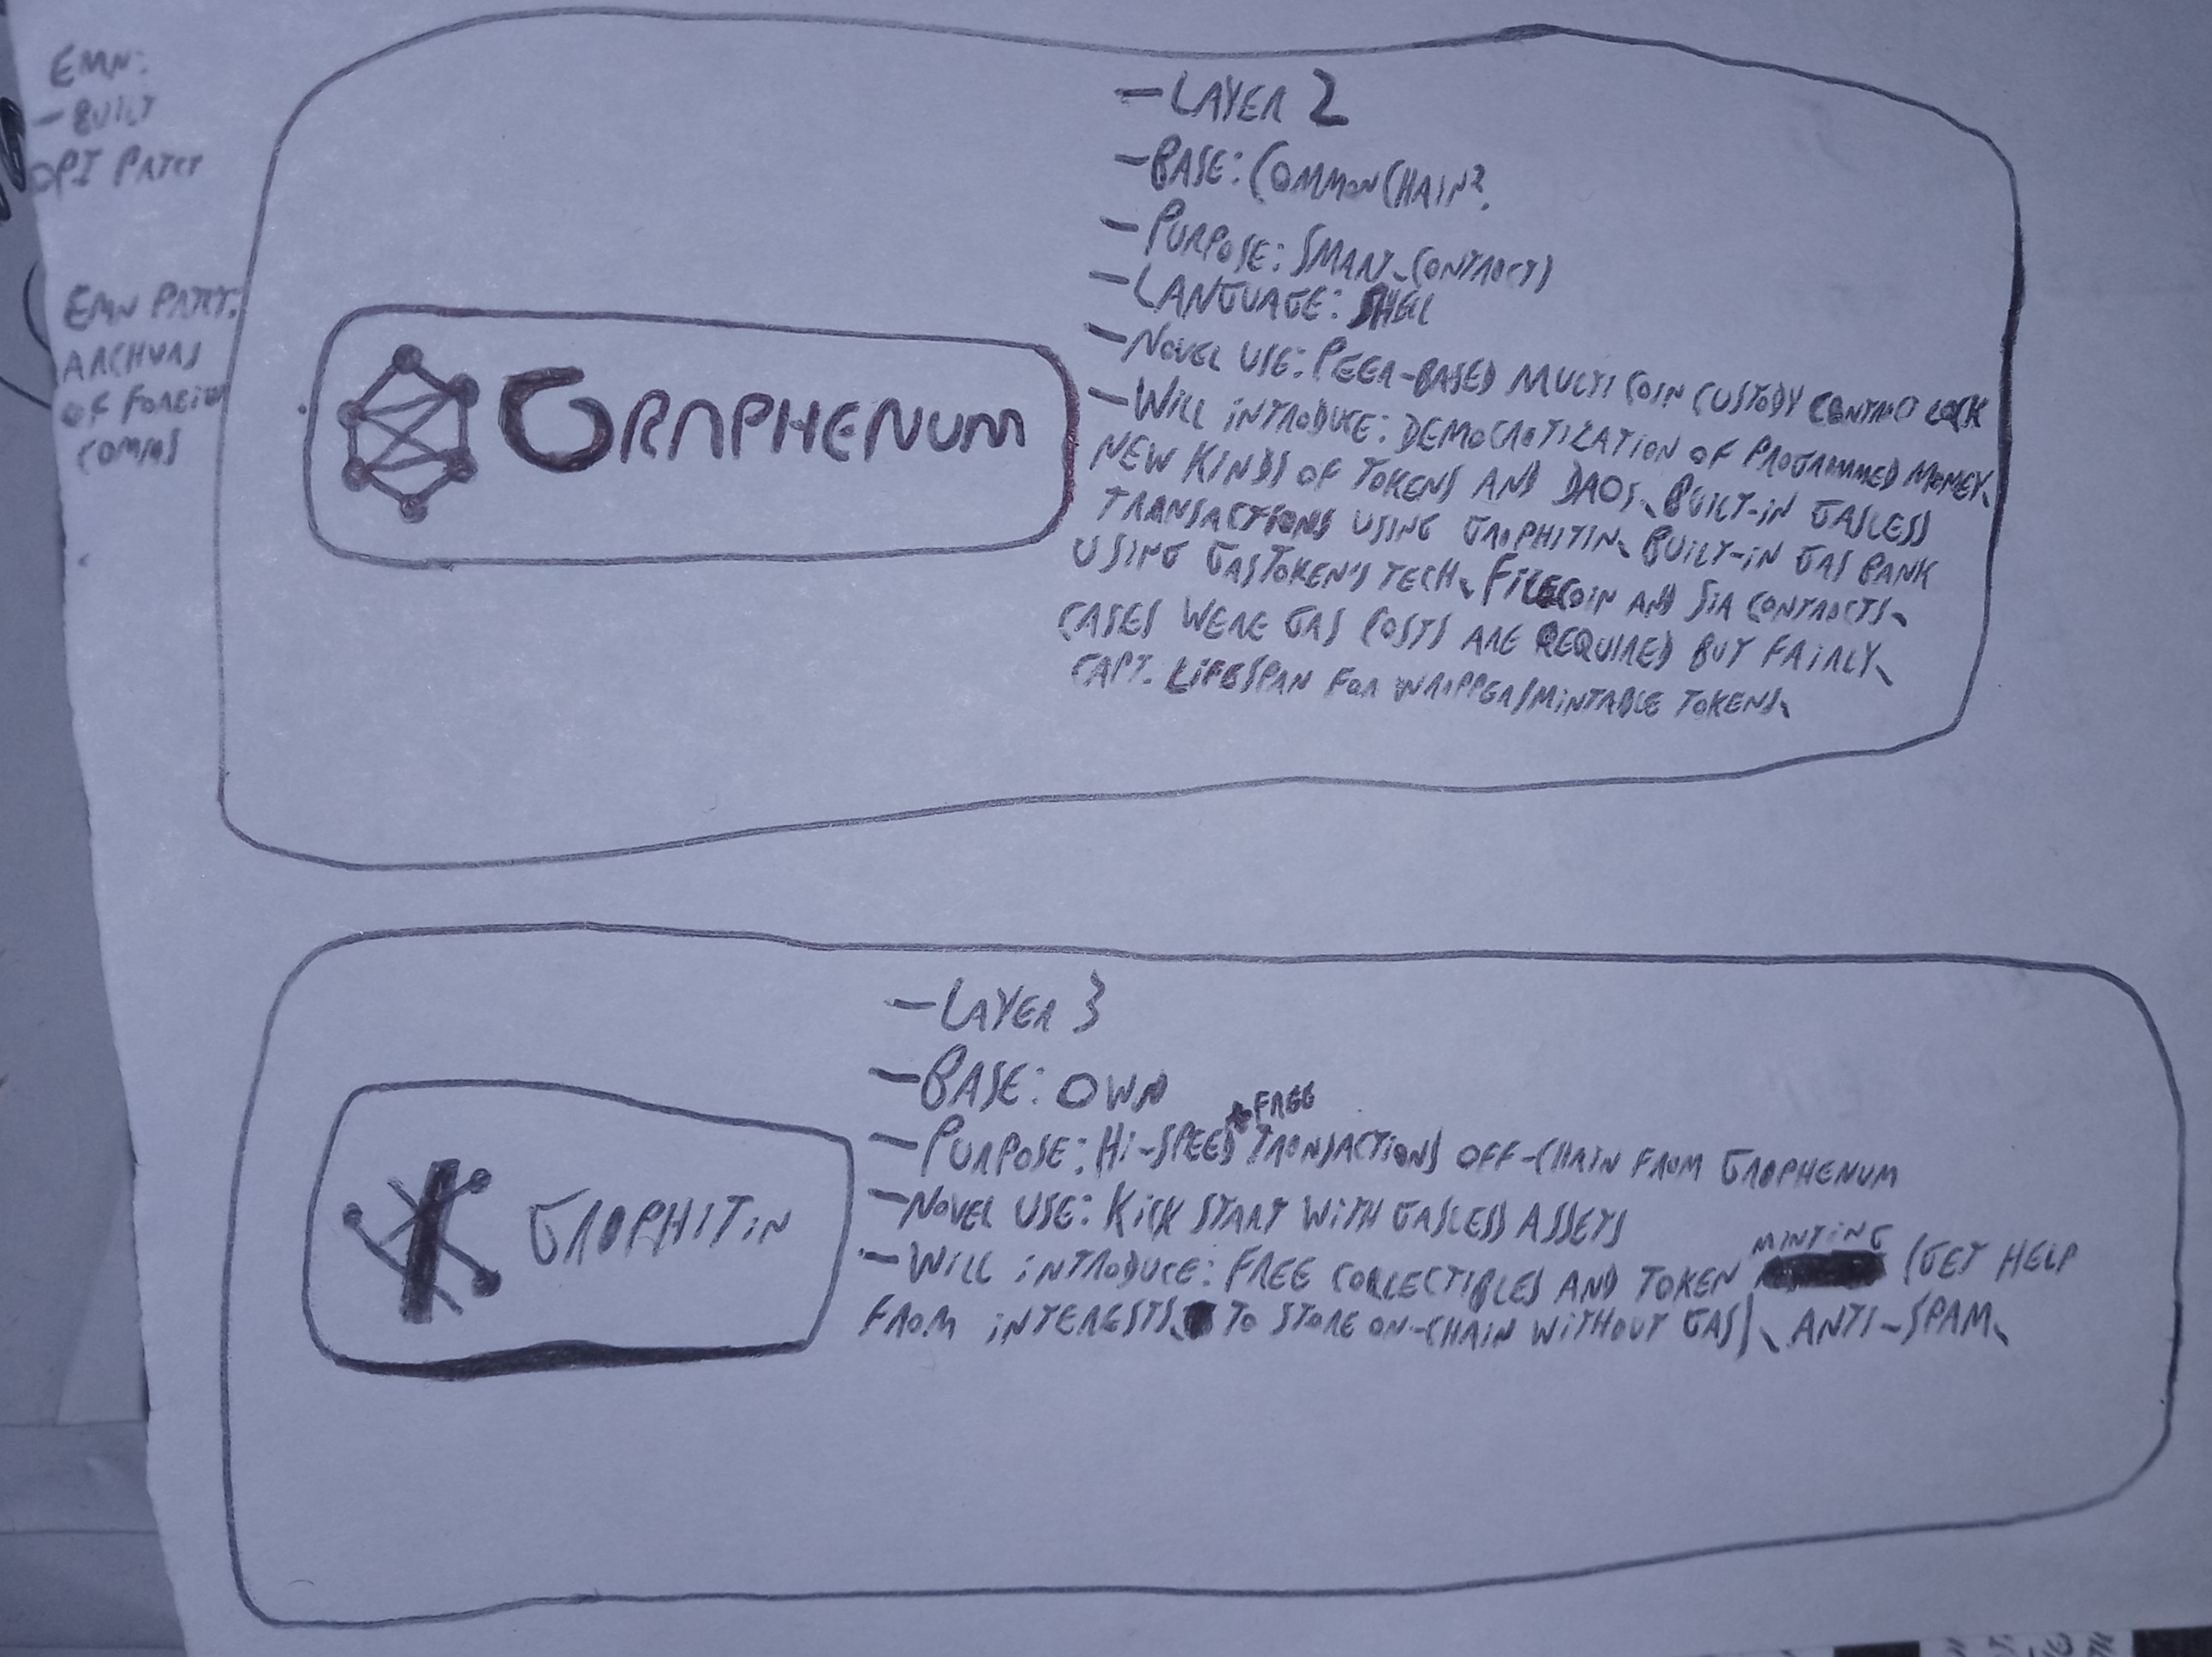 EMN:
- BUILT
OPI PATCT
EMN PATCT:
ARCHVAS
OF FOREIGN
COMMS
- LAYER 2
- BASE: COMMONCHAIN?
- PURPOSE: SMART CONTRACTS
- LANGUAGE: SHELL
- NOVEL USE: PEER-BASED MULTI COIN CUSTODY CONTRACT LOCK
- WILL INTRODUCE: DEMOCRATIZATION OF PROGRAMMED MONEY,
NEW KINDS OF TOKENS AND DAOS, BUILT-IN GASLESS
TRANSACTIONS USING GRAPHITIN, BUILT-IN GAS BANK
USING GASTOKEN'S TECH, FILECOIN AND SIA CONTRACTS,
CASES WERE GAS COSTS ARE REQUIRED BUT FAIRLY,
CAPT. LIFESPAN FOR WRAPPER/MINTABLE TOKENS,
GRAPHENUM
- LAYER 3
- BASE: OWN
+ FREE
- PURPOSE: HI-SPEED TRANSACTIONS OFF-CHAIN FROM GRAPHENUM
- NOVEL USE: KICK START WITH GASLESS ASSETS
MINTING
- WILL INTRODUCE: FREE COLLECTIBLES AND TOKEN (GET HELP
FROM INTERESTS, TO STORE ON-CHAIN WITHOUT GAS), ANTI-SPAM,
GRAPHITIN